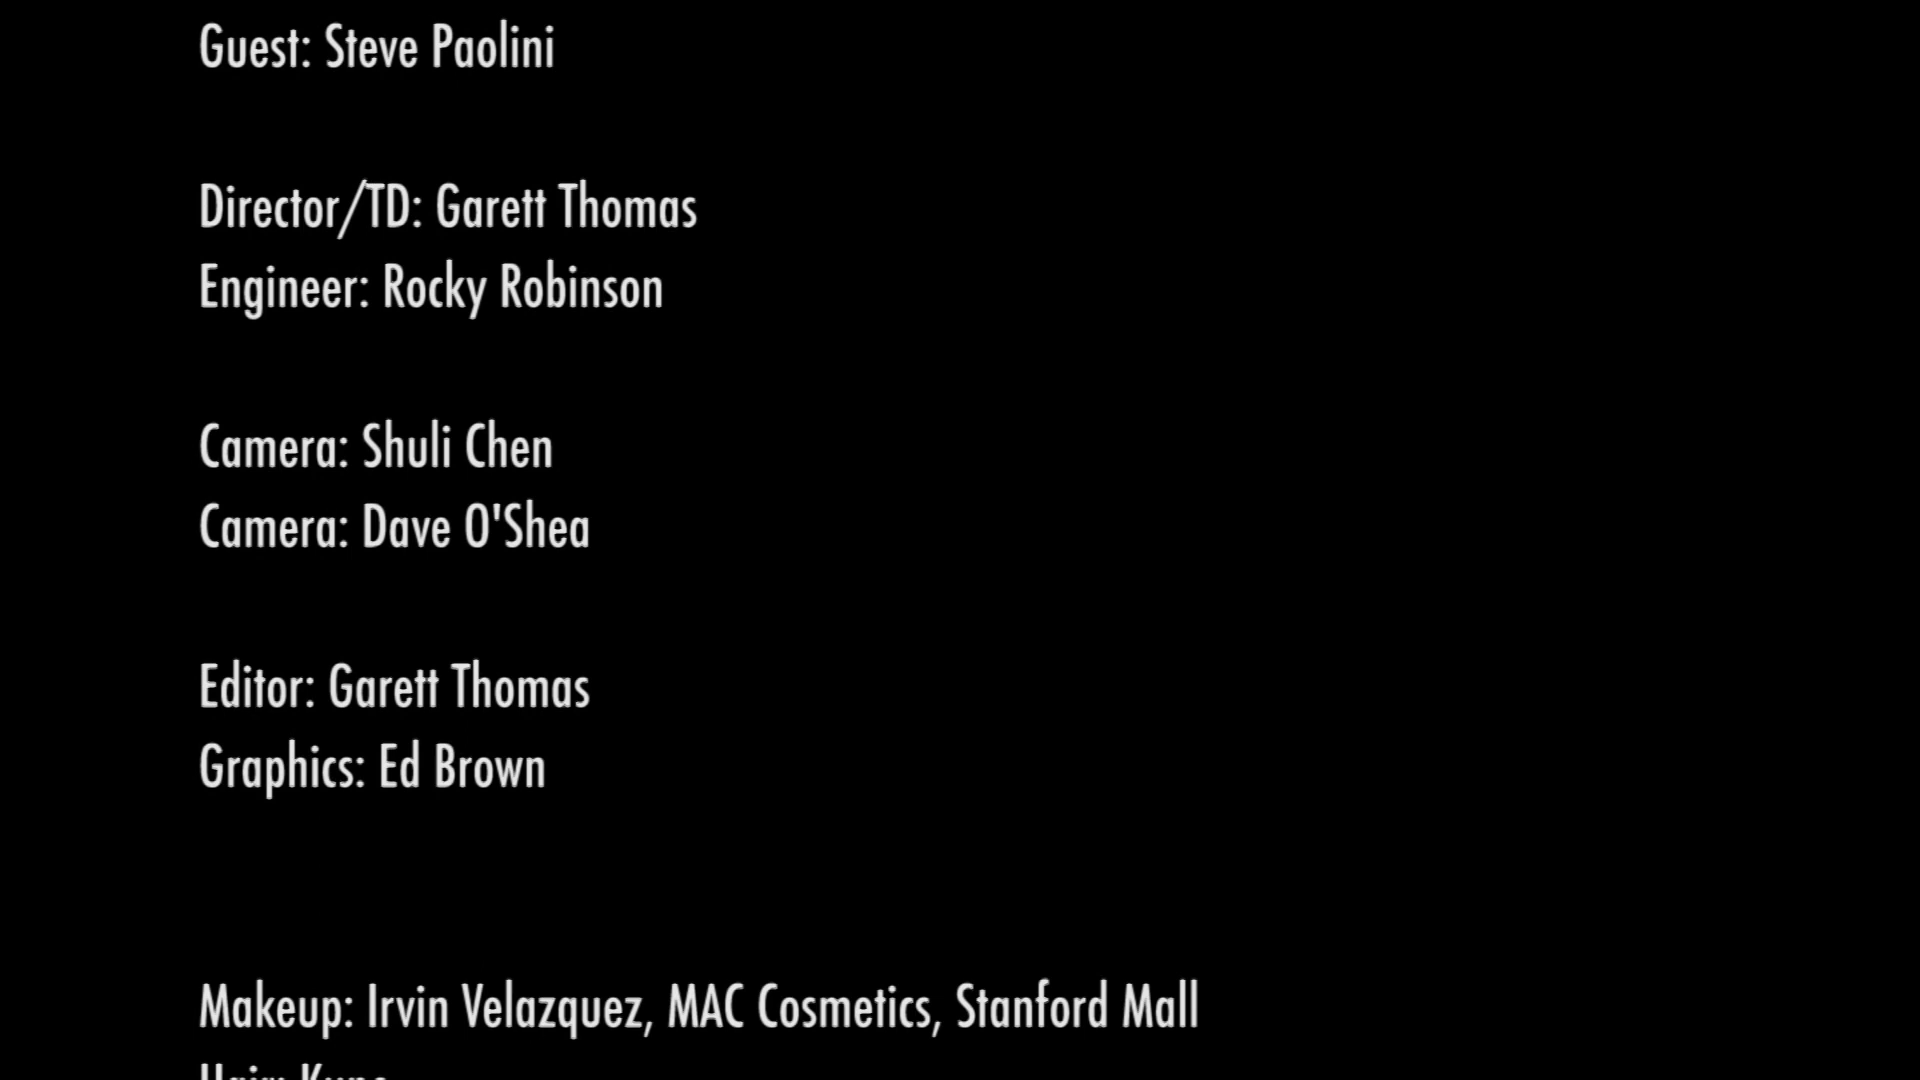 Guest: Steve Paolini
Director/TD: Garett Thomas
Engineer: Rocky Robinson
Camera: Shuli Chen
Camera: Dave O'Shea
Editor: Garett Thomas
Graphics: Ed Brown
Makeup: Irvin Velazquez, MAC Cosmetics, Stanford Mall
Hair: